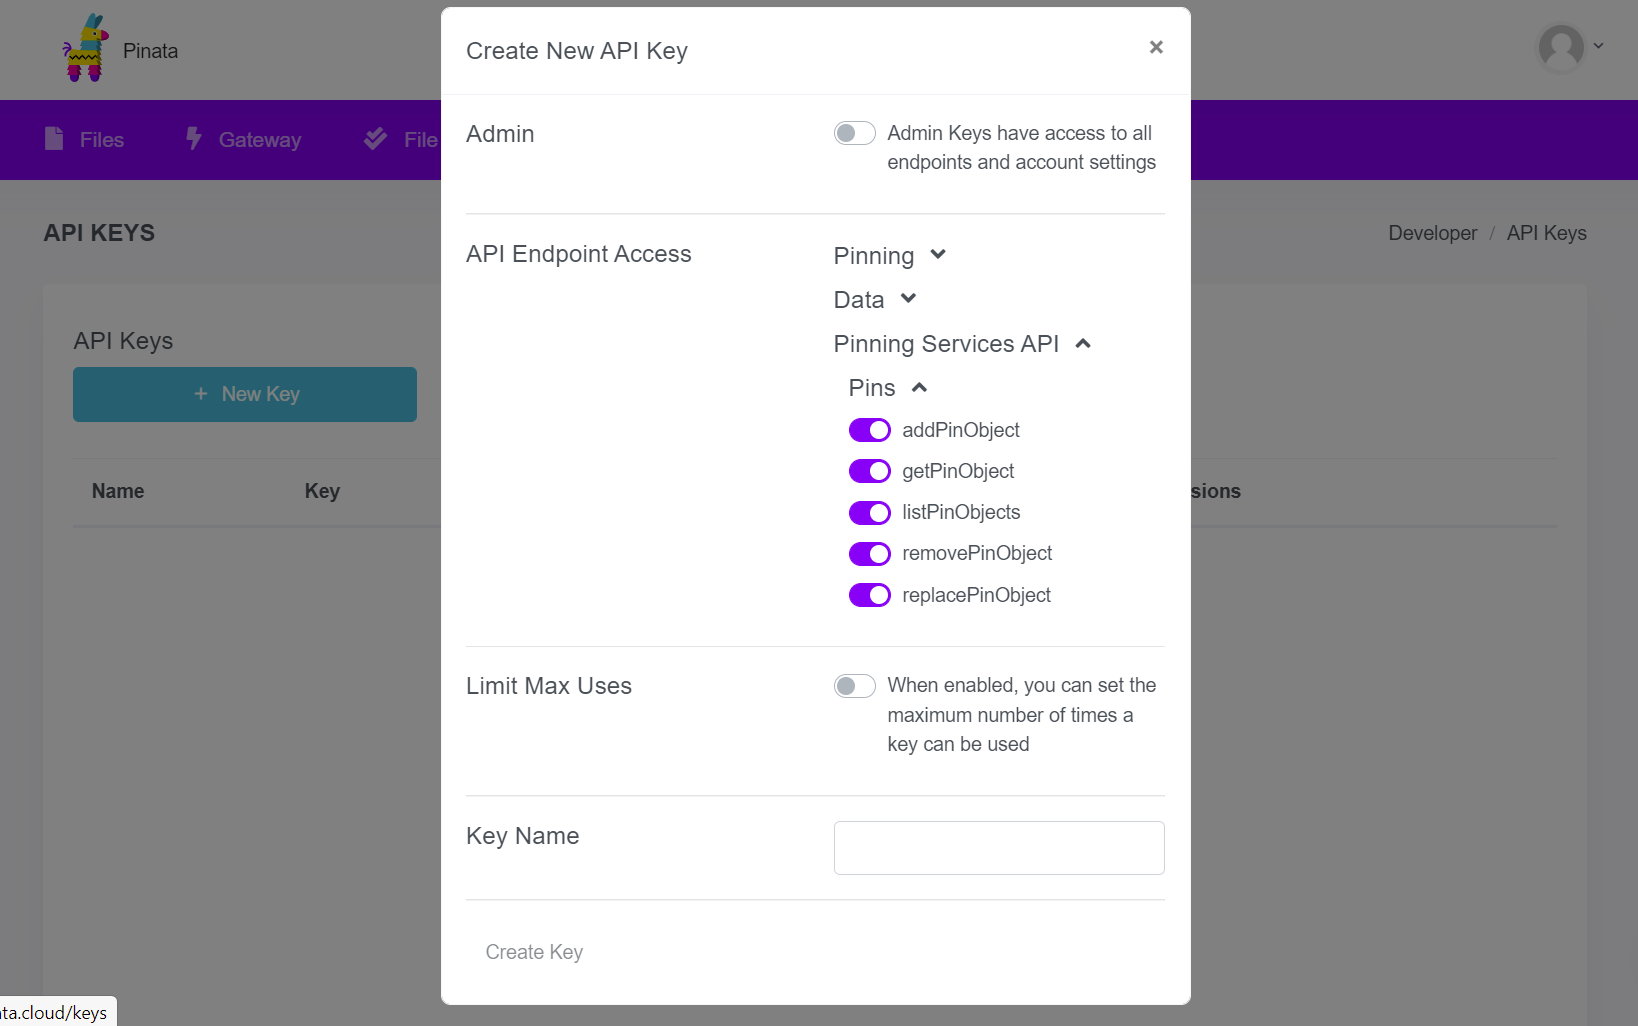 Pinata
Files
Gateway
File
API KEYS
Developer / API Keys
API Keys
+ New Key
Name
Key
sions
Create New API Key
×
Admin
Admin Keys have access to all
endpoints and account settings
API Endpoint Access
Pinning
Data
Pinning Services API
Pins
addPinObject
getPinObject
listPinObjects
removePinObject
replacePinObject
Limit Max Uses
When enabled, you can set the
maximum number of times a
key can be used
Key Name
Create Key
ta.cloud/keys